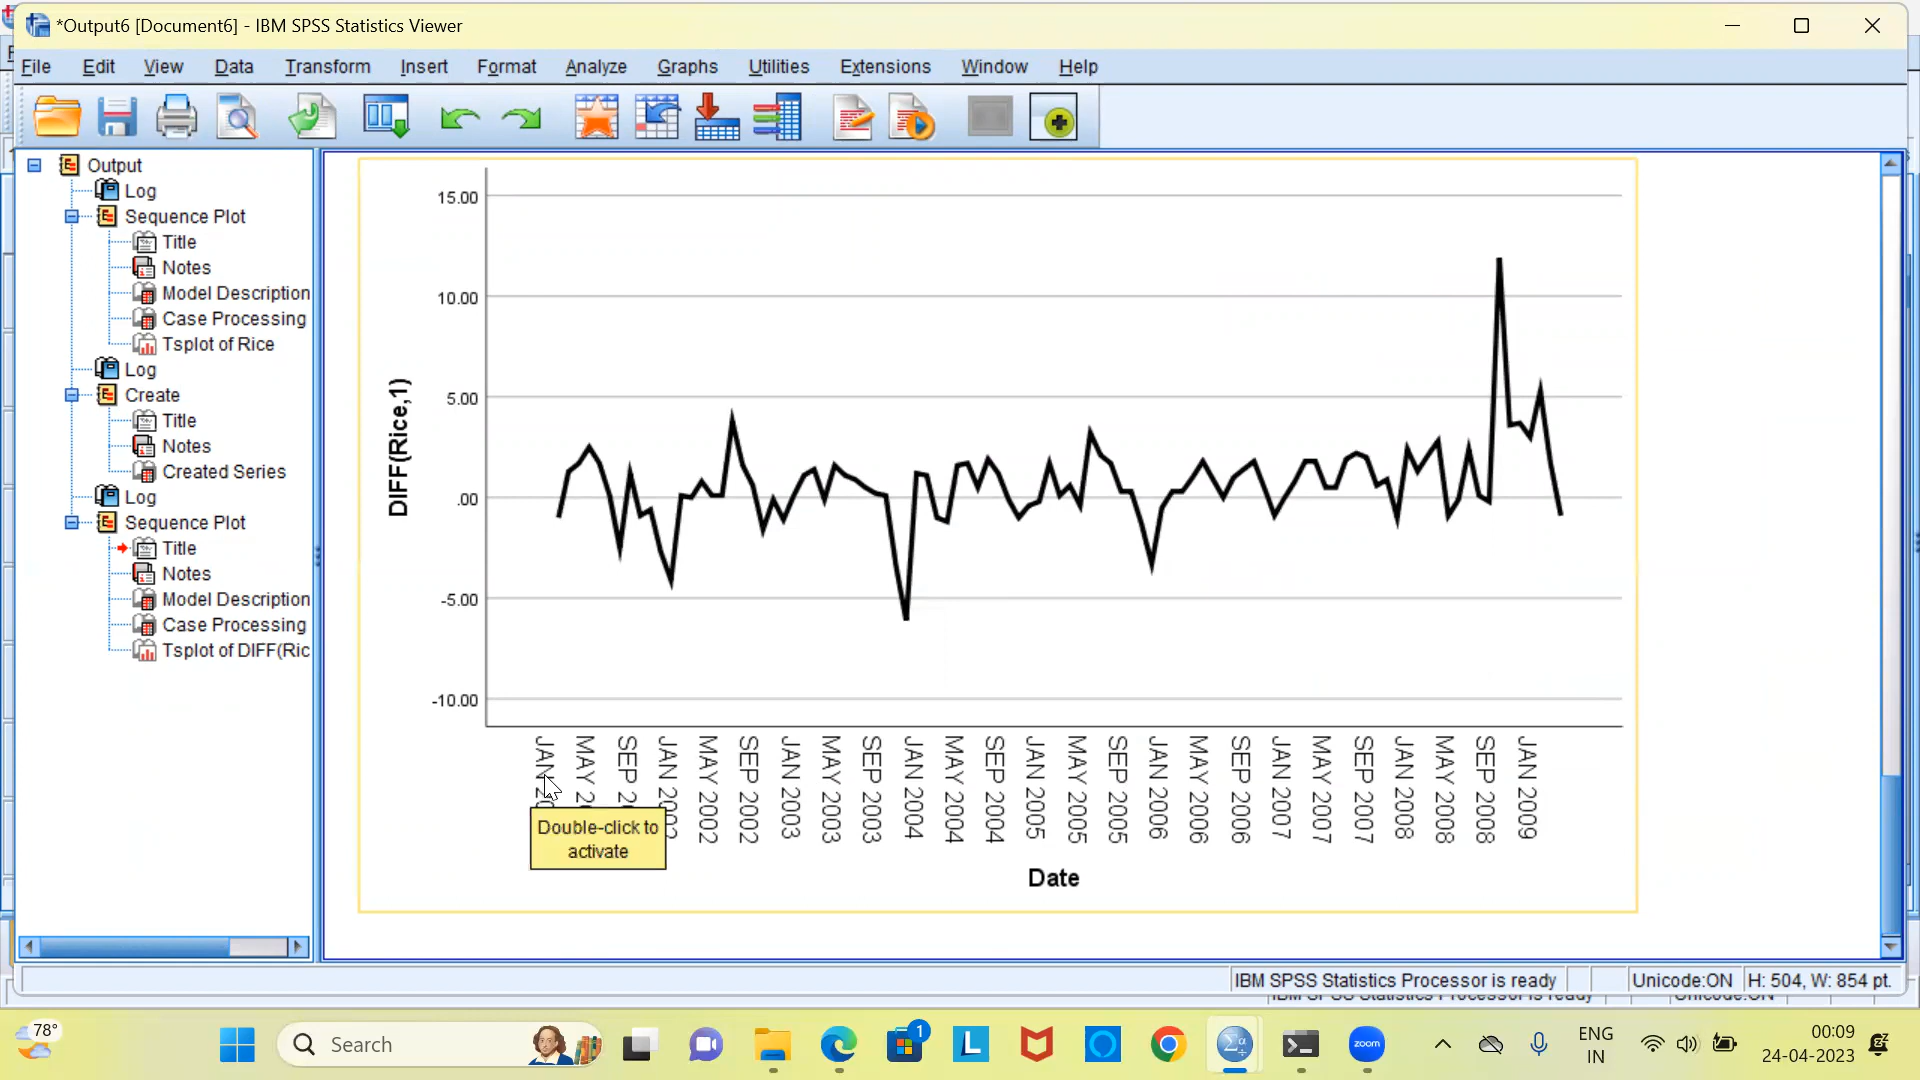 *Output6 [Document6] - IBM SPSS Statistics Viewer
File Edit View Data Transform Insert Format Analyze Graphs Utilities Extensions Window Help
Output
Log
Sequence Plot
Title
Notes
Model Description
Case Processing
Tsplot of Rice
Log
Create
Title
Notes
Created Series
Log
Sequence Plot
Title
Notes
Model Description
Case Processing
Tsplot of DIFF(Ric
15.00
10.00
5.00
.00
-5.00
-10.00
DIFF(Rice,1)
JAN
MAY
SEP
JAN
MAY 2002
SEP 2002
JAN 2003
MAY 2003
SEP 2003
JAN 2004
MAY 2004
SEP 2004
JAN 2005
MAY 2005
SEP 2005
JAN 2006
MAY 2006
SEP 2006
JAN 2007
MAY 2007
SEP 2007
JAN 2008
MAY 2008
SEP 2008
JAN 2009
Double-click to
activate
Date
IBM SPSS Statistics Processor is ready Unicode:ON H: 504, W: 854 pt.
78°
Search
1
L
zoom
ENG
IN
00:09
24-04-2023